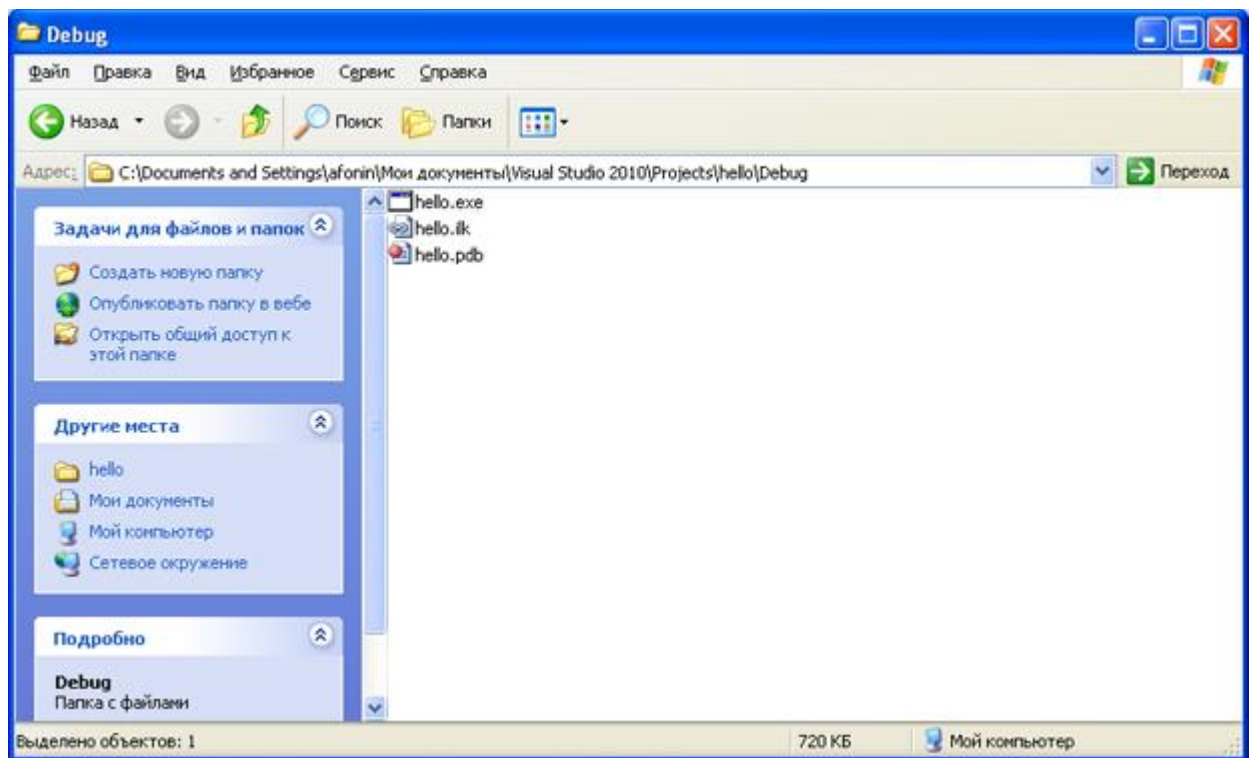 Debug
Файл Правка Вид Избранное Сервис Справка
Назад Поиск Папки
Адрес: C:\Documents and Settings\afonin\Мои документы\Visual Studio 2010\Projects\hello\Debug Переход
Задачи для файлов и папок
Создать новую папку
Опубликовать папку в вебе
Открыть общий доступ к
этой папке
Другие места
hello
Мои документы
Мой компьютер
Сетевое окружение
Подробно
Debug
Папка с файлами
hello.exe
hello.ilk
hello.pdb
Выделено объектов: 1 720 КБ Мой компьютер